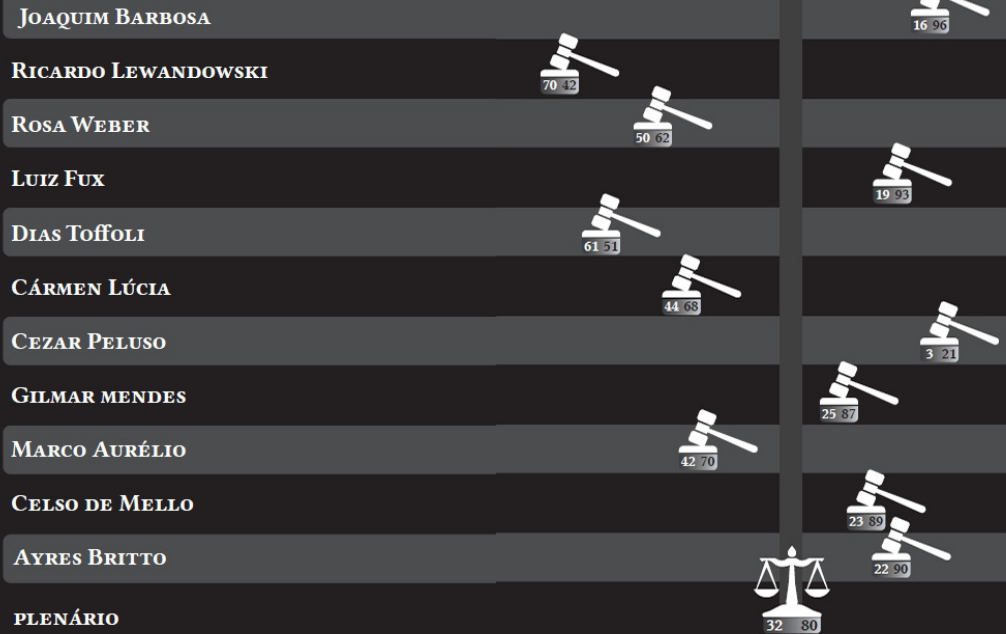 Joaquim Barbosa 16 96
Ricardo Lewandowski 70 42
Rosa Weber 50 62
Luiz Fux 19 93
Dias Toffoli 61 51
Cármen Lúcia 44 68
Cezar Peluso 3 21
Gilmar mendes 25 87
Marco Aurélio 42 70
Celso de Mello 23 89
Ayres Britto 22 90
plenário 32 80